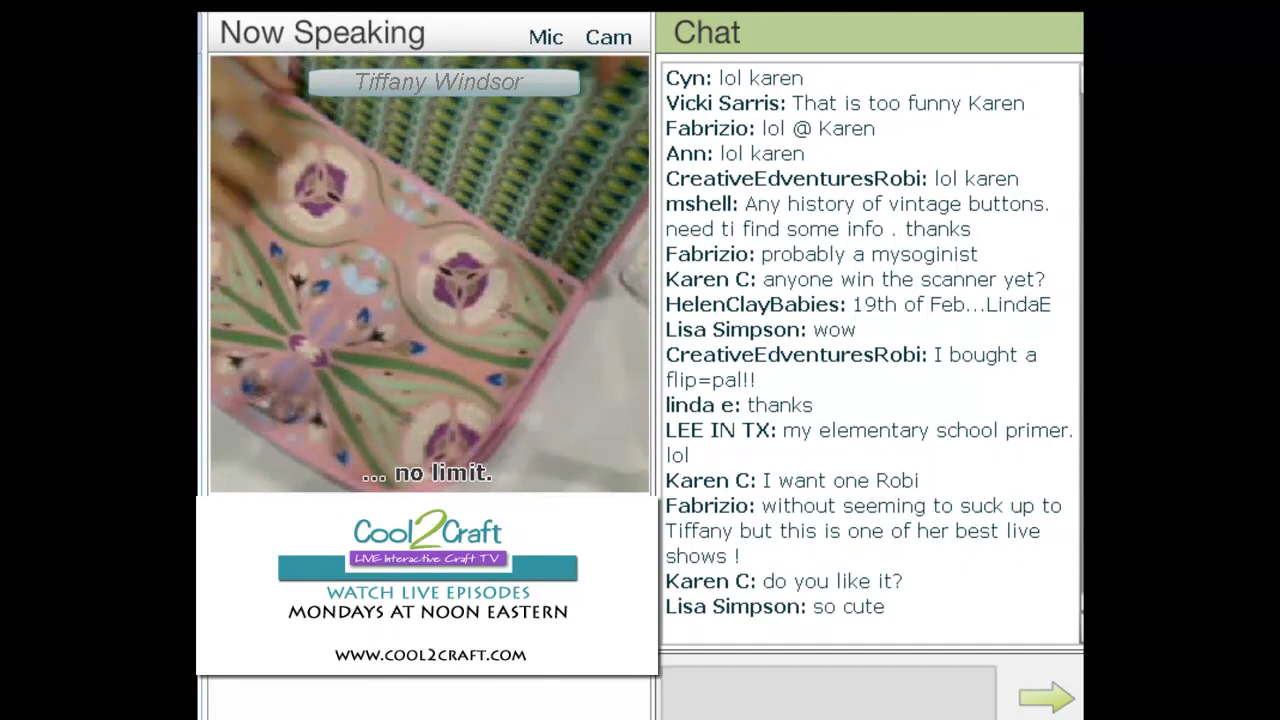 Now Speaking
Mic Cam
Tiffany Windsor
... no limit.
Cool2Craft
LIVE Interactive Craft TV
WATCH LIVE EPISODES
MONDAYS AT NOON EASTERN
WWW.COOL2CRAFT.COM
Chat
Cyn: lol karen
Vicki Sarris: That is too funny Karen
Fabrizio: lol @ Karen
Ann: lol karen
CreativeEdventuresRobi: lol karen
mshell: Any history of vintage buttons.
need ti find some info . thanks
Fabrizio: probably a mysoginist
Karen C: anyone win the scanner yet?
HelenClayBabies: 19th of Feb...LindaE
Lisa Simpson: wow
CreativeEdventuresRobi: I bought a
flip=pal!!
linda e: thanks
LEE IN TX: my elementary school primer.
lol
Karen C: I want one Robi
Fabrizio: without seeming to suck up to
Tiffany but this is one of her best live
shows !
Karen C: do you like it?
Lisa Simpson: so cute